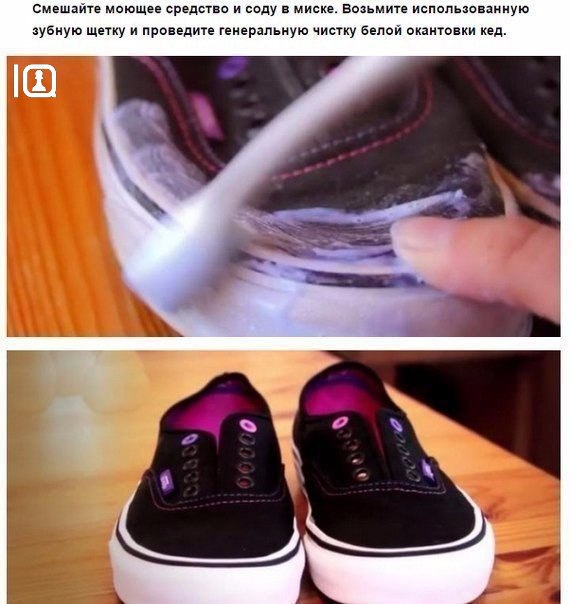 Смешайте моющее средство и соду в миске. Возьмите использованную
зубную щетку и проведите генеральную чистку белой окантовки кед.